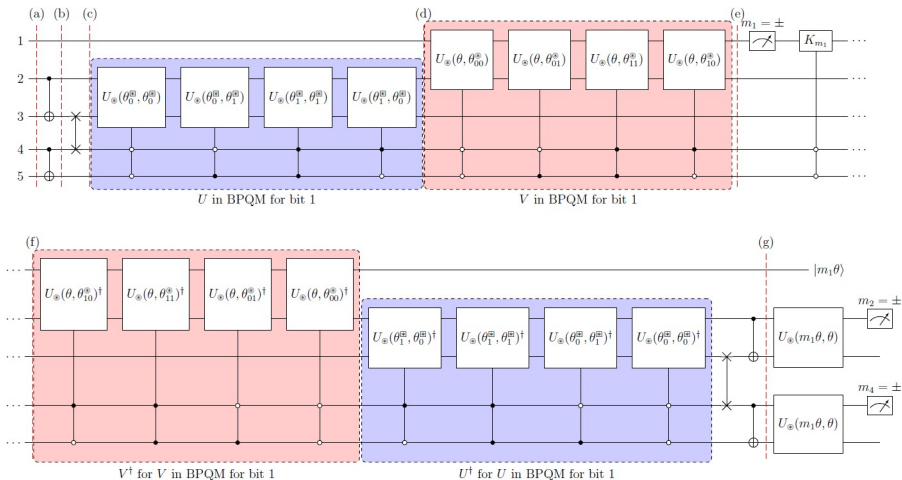 (a) (b) (c) (d) (e) m₁ = ±
1 U⊛(θ, θ₀₀^⊛) U⊛(θ, θ₀₁^⊛) U⊛(θ, θ₁₁^⊛) U⊛(θ, θ₁₀^⊛) K_{m₁} ···
2 U⊛(θ₀^⊞, θ₀^⊞) U⊛(θ₀^⊞, θ₁^⊞) U⊛(θ₁^⊞, θ₁^⊞) U⊛(θ₁^⊞, θ₀^⊞) ···
3 ···
4 ···
5 ···
U in BPQM for bit 1 V in BPQM for bit 1
(f) (g)
··· |m₁θ⟩
U⊛(θ, θ₁₀^⊛)† U⊛(θ, θ₁₁^⊛)† U⊛(θ, θ₀₁^⊛)† U⊛(θ, θ₀₀^⊛)† m₂ = ±
··· U⊛(θ₁^⊞, θ₀^⊞)† U⊛(θ₁^⊞, θ₁^⊞)† U⊛(θ₀^⊞, θ₁^⊞)† U⊛(θ₀^⊞, θ₀^⊞)† U⊛(m₁θ, θ)
···
m₄ = ±
··· U⊛(m₁θ, θ)
···
V† for V in BPQM for bit 1 U† for U in BPQM for bit 1